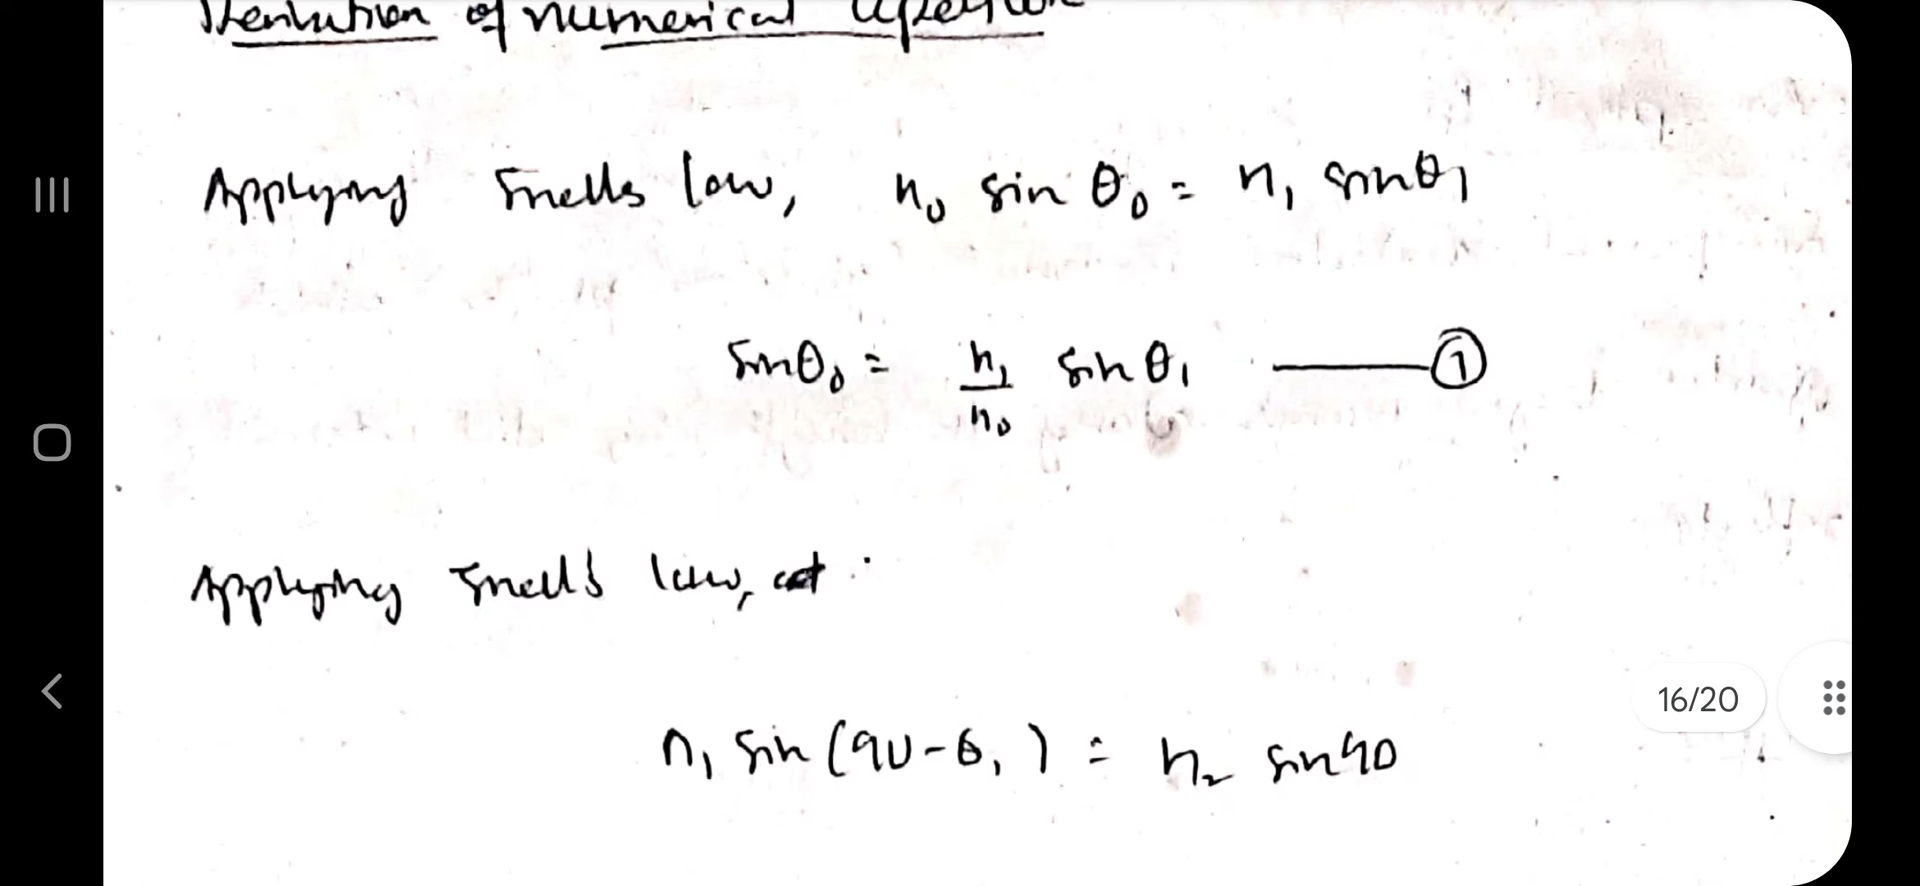 Derivation of numerical aperture
Applying Snells law, n₀ sin θ₀ = n₁ sinθ₁
sinθ₀ = n₁/n₀ sin θ₁ ——— ①
Applying Snell's law, at
n₁ sin (90-θ₁) = n₂ sin90
16/20